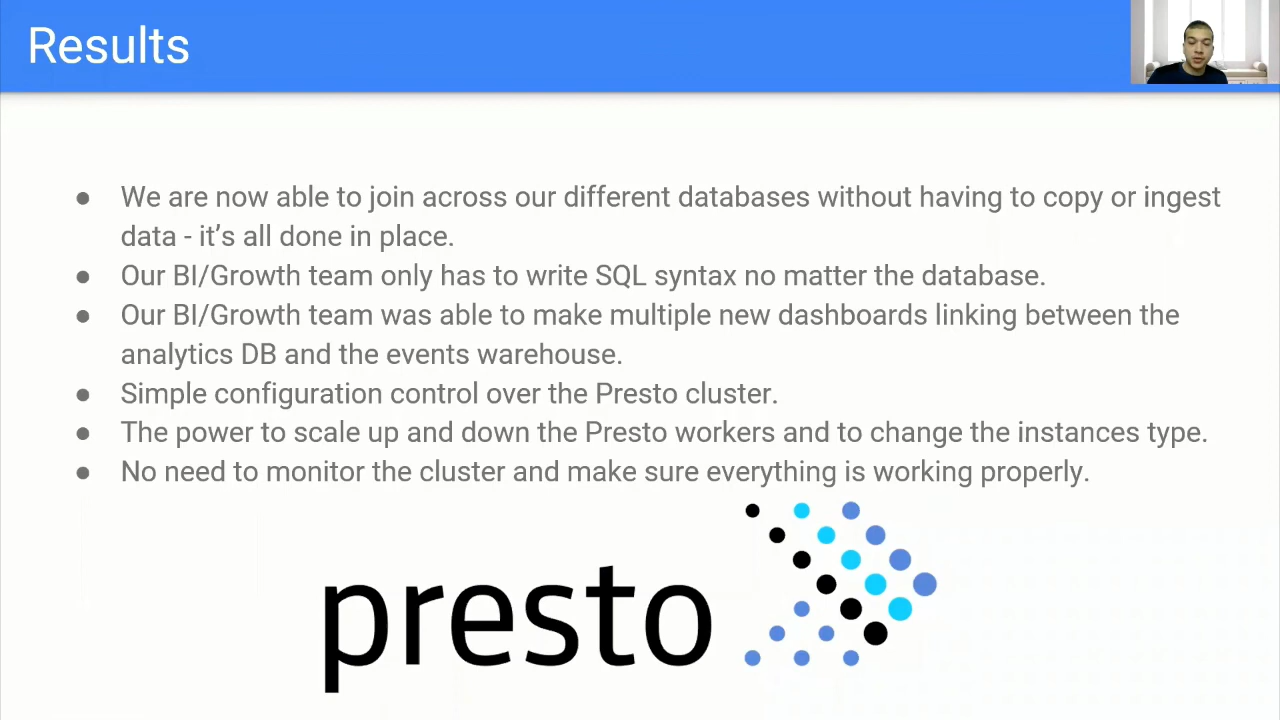 Results
● We are now able to join across our different databases without having to copy or ingest
data - it’s all done in place.
● Our BI/Growth team only has to write SQL syntax no matter the database.
● Our BI/Growth team was able to make multiple new dashboards linking between the
analytics DB and the events warehouse.
● Simple configuration control over the Presto cluster.
● The power to scale up and down the Presto workers and to change the instances type.
● No need to monitor the cluster and make sure everything is working properly.
presto